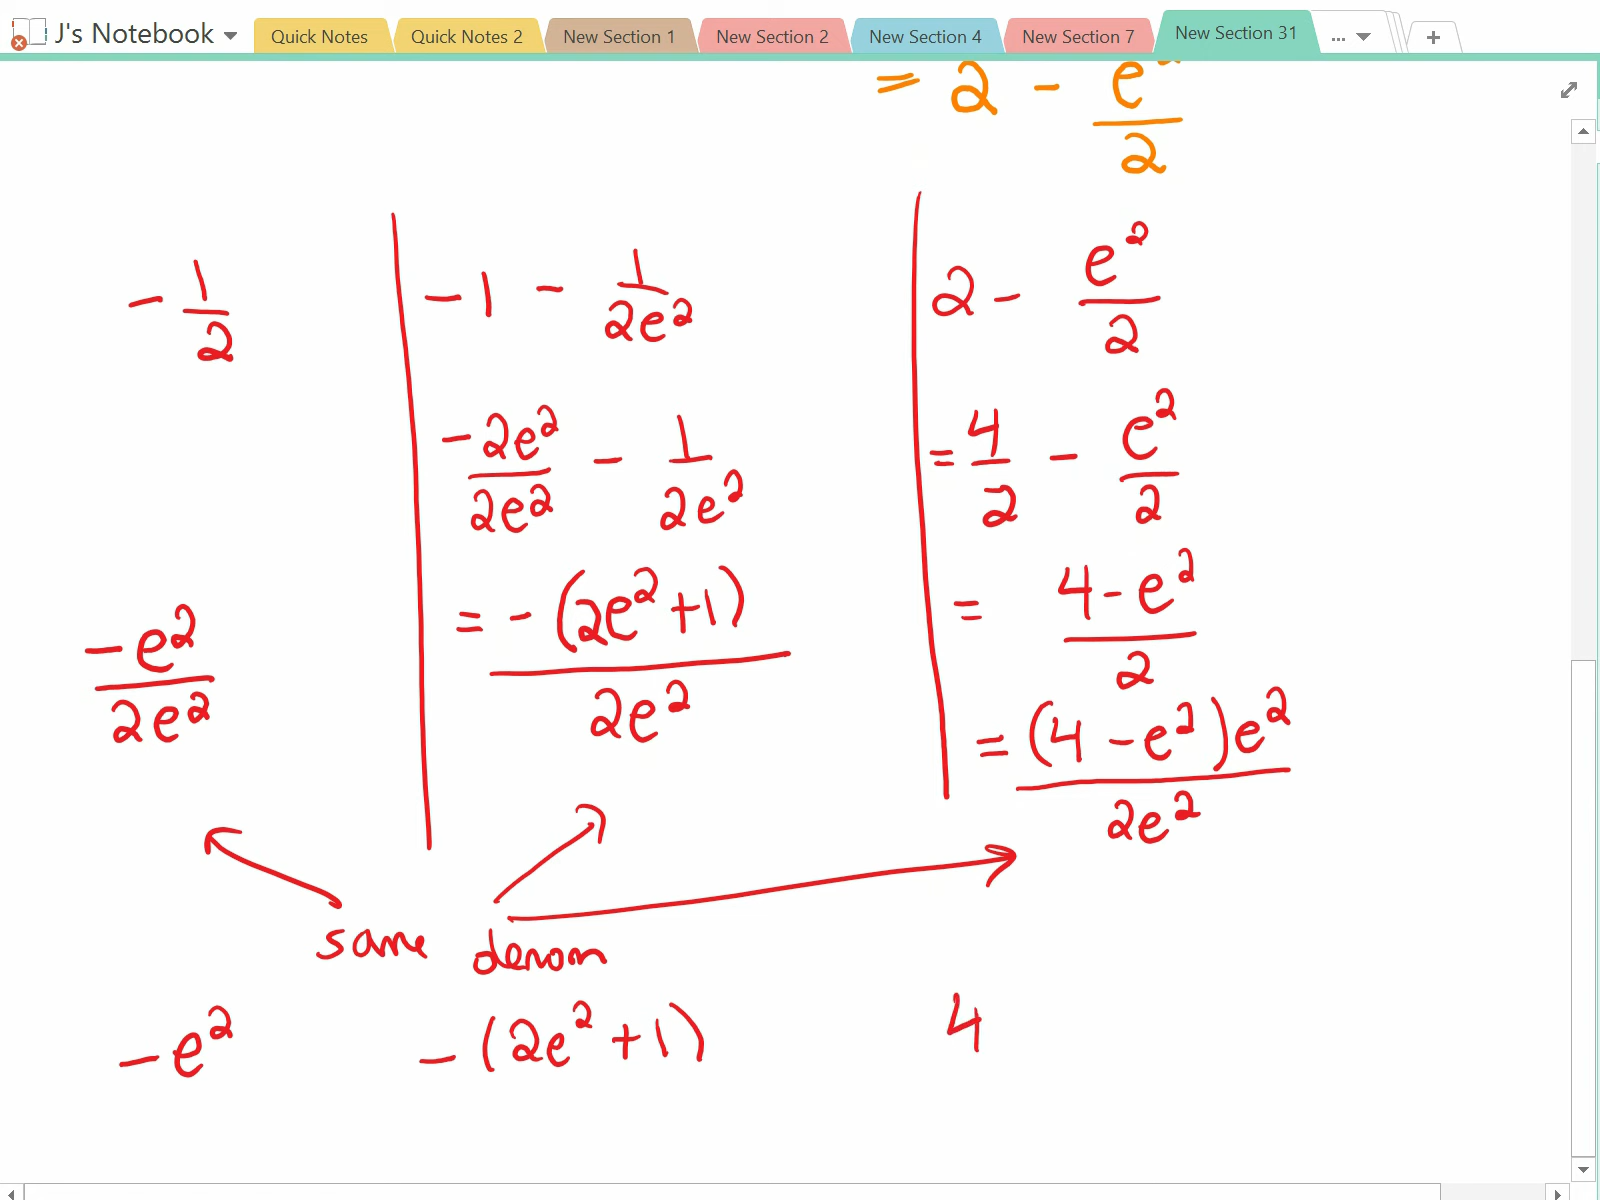 J's Notebook Quick Notes Quick Notes 2 New Section 1 New Section 2 New Section 4 New Section 7 New Section 31 ... +
= 2 - e²/2
-1/2
-e²/2e²
-1 - 1/2e²
-2e²/2e² - 1/2e²
= -(2e²+1)/2e²
2 - e²/2
= 4/2 - e²/2
= 4-e²/2
= (4-e²)e²/2e²
same denom
-e² -(2e²+1) 4